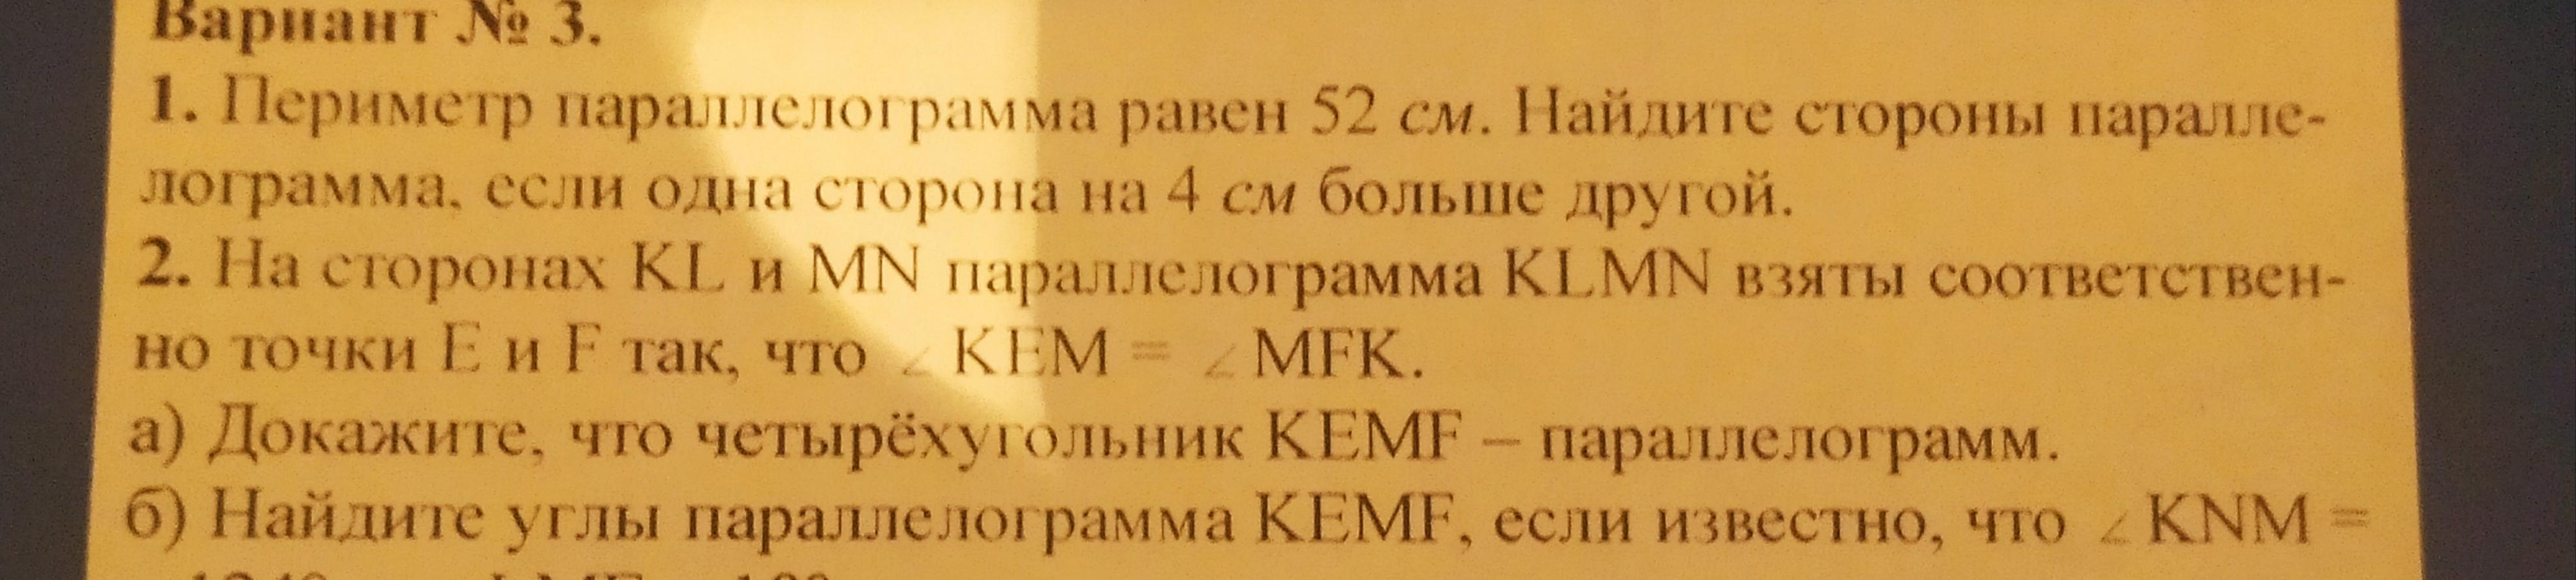 Вариант № 3.
1. Периметр параллелограмма равен 52 см. Найдите стороны паралле-
лограмма, если одна сторона на 4 см больше другой.
2. На сторонах KL и MN параллелограмма KLMN взяты соответствен-
но точки E и F так, что ∠ KEM = ∠ MFK.
а) Докажите, что четырёхугольник KEMF – параллелограмм.
б) Найдите углы параллелограмма KEMF, если известно, что ∠ KNM =